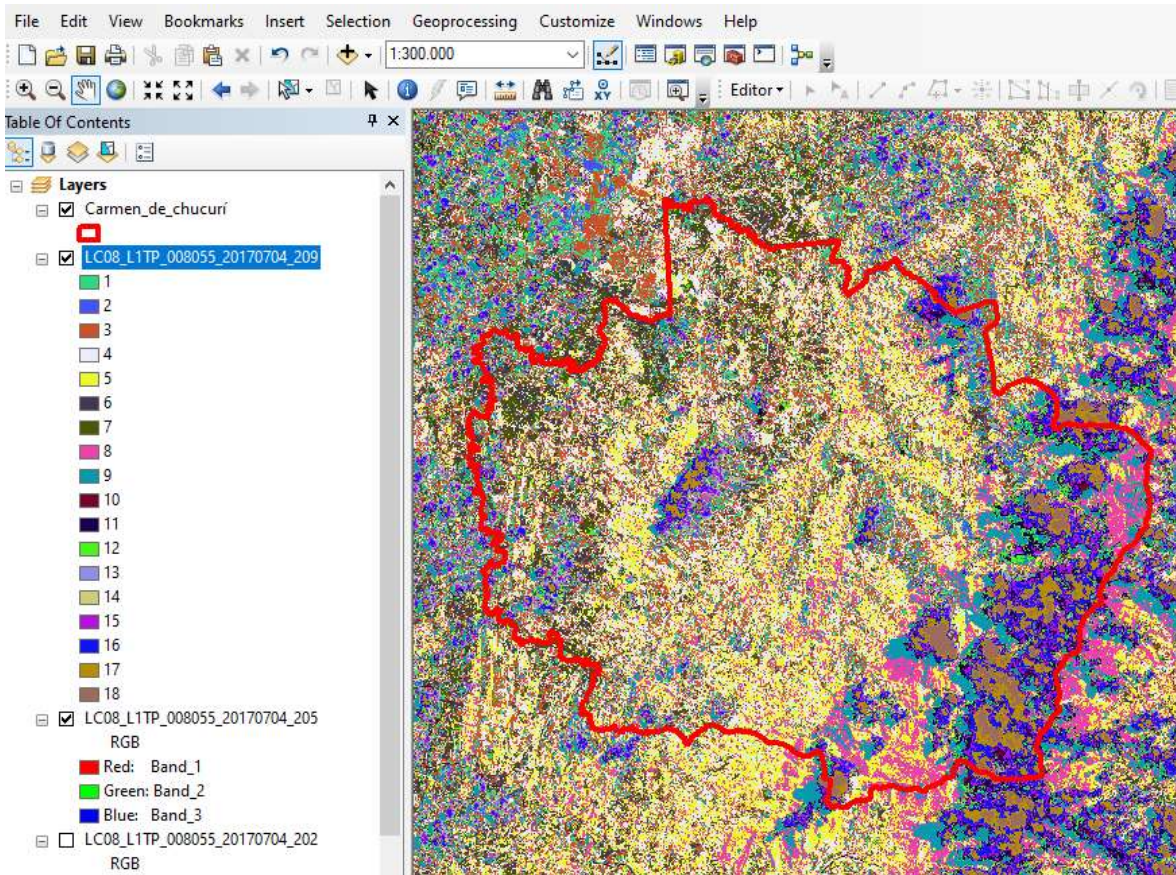 File Edit View Bookmarks Insert Selection Geoprocessing Customize Windows Help
1:300.000
XY Editor
Table Of Contents
Layers
Carmen_de_chucurí
LC08_L1TP_008055_20170704_209
1
2
3
4
5
6
7
8
9
10
11
12
13
14
15
16
17
18
LC08_L1TP_008055_20170704_205
RGB
Red: Band_1
Green: Band_2
Blue: Band_3
LC08_L1TP_008055_20170704_202
RGB